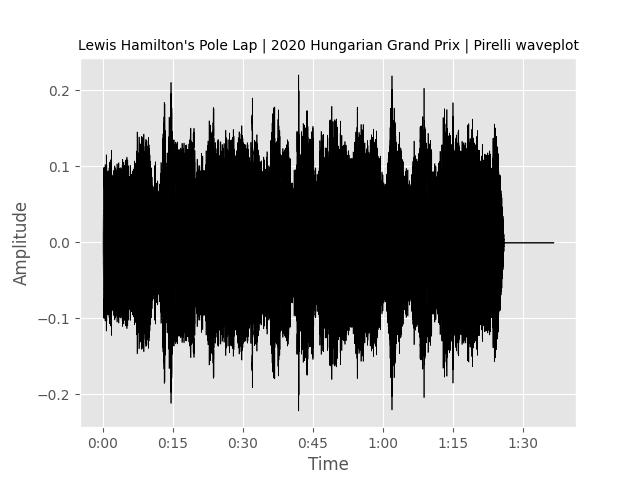 Lewis Hamilton's Pole Lap | 2020 Hungarian Grand Prix | Pirelli waveplot
0.2
0.1
0.0
−0.1
−0.2
Amplitude
0:00 0:15 0:30 0:45 1:00 1:15 1:30
Time